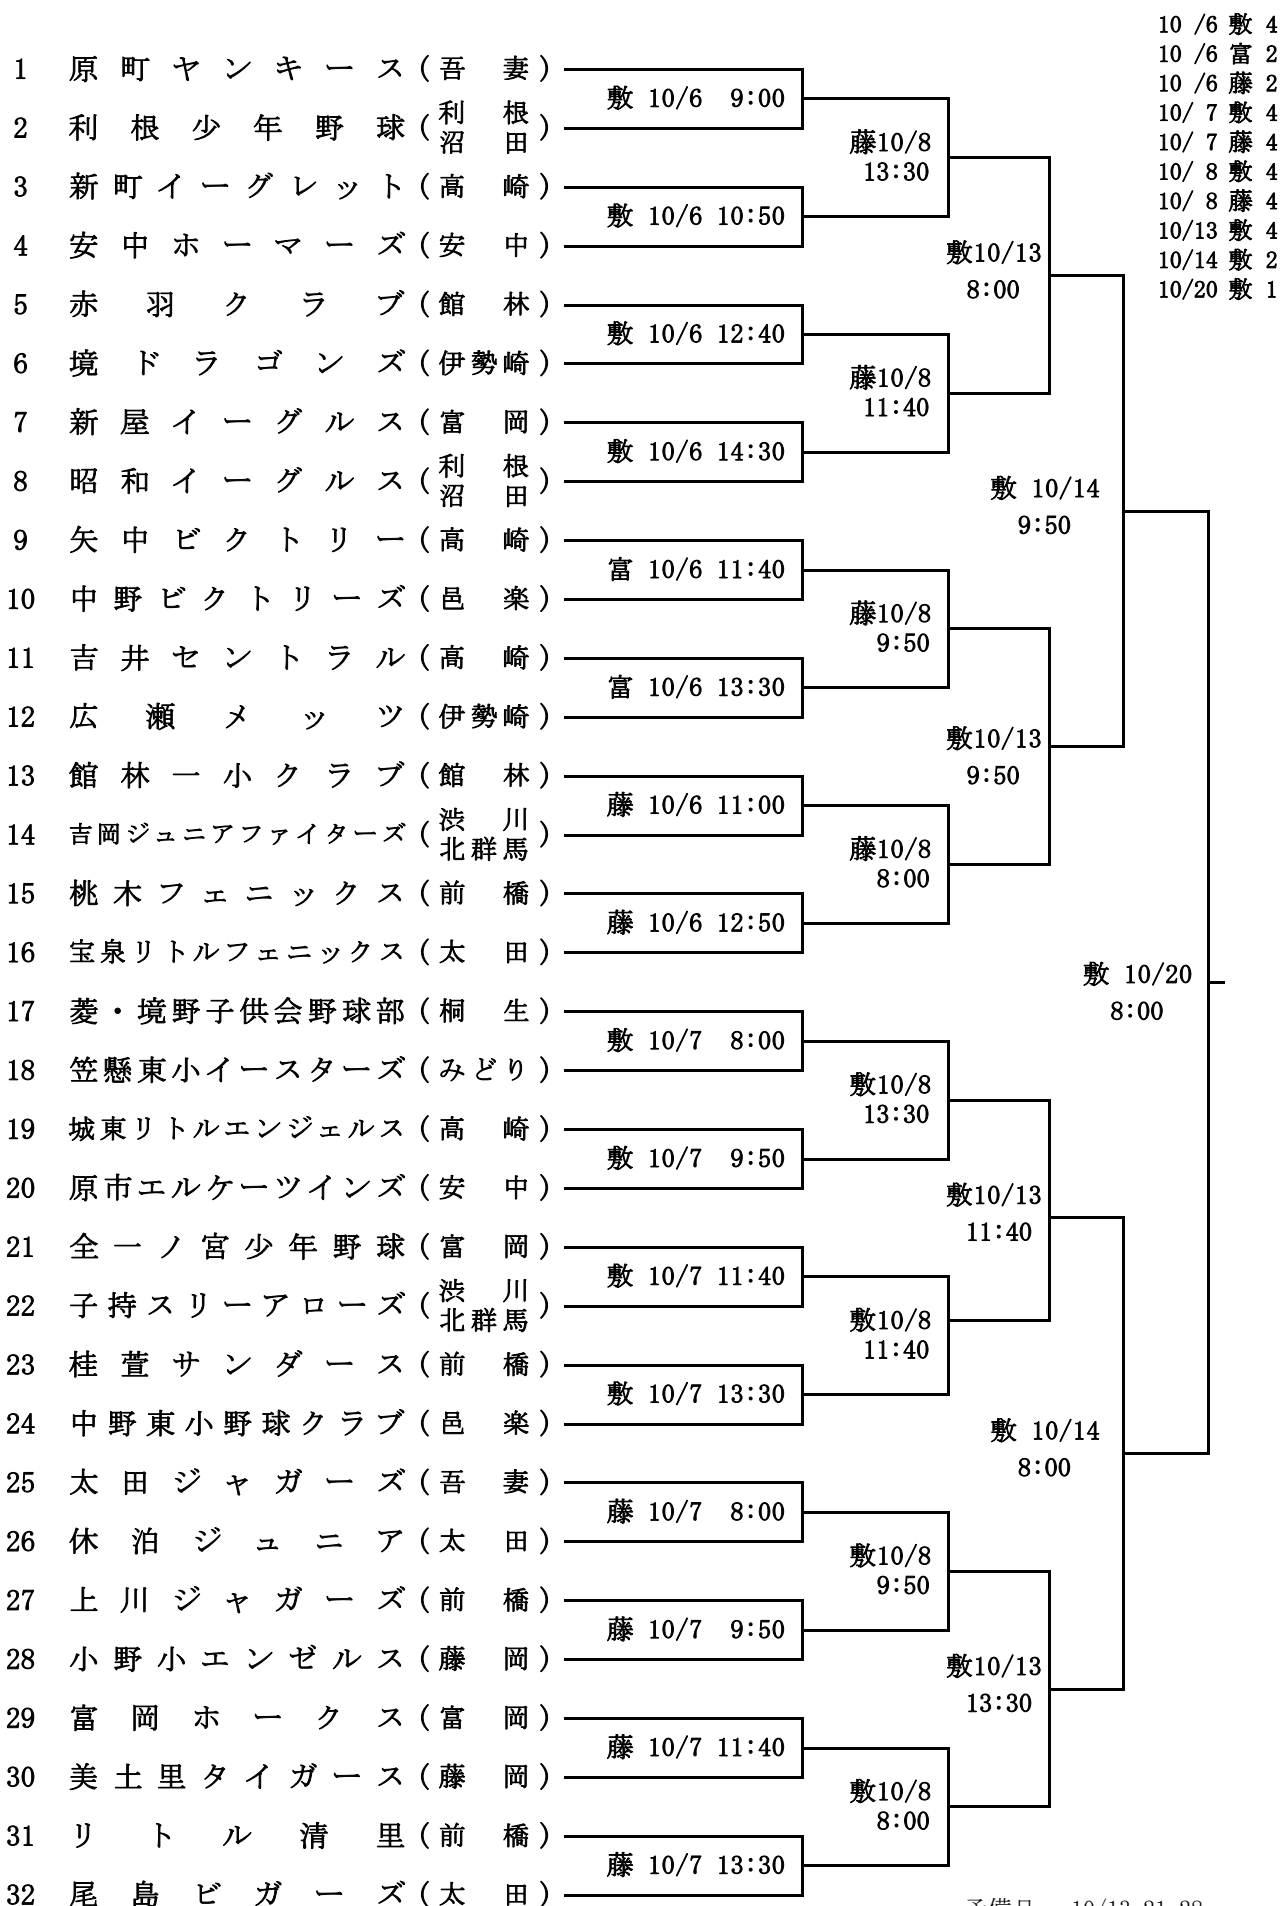 10 /6 敷 4
10 /6 富 2
10 /6 藤 2
10/ 7 敷 4
10/ 7 藤 4
10/ 8 敷 4
10/ 8 藤 4
10/13 敷 4
10/14 敷 2
10/20 敷 1
1 原町ヤンキース(吾妻)
敷 10/6 9:00
2 利根少年野球(利根沼田)
藤10/8
13:30
3 新町イーグレット(高崎)
敷 10/6 10:50
4 安中ホーマーズ(安中)
敷10/13
8:00
5 赤羽クラブ(館林)
敷 10/6 12:40
6 境ドラゴンズ(伊勢崎)
藤10/8
11:40
7 新屋イーグルス(富岡)
敷 10/6 14:30
8 昭和イーグルス(利根沼田)
敷 10/14
9:50
9 矢中ビクトリー(高崎)
富 10/6 11:40
10 中野ビクトリーズ(邑楽)
藤10/8
9:50
11 吉井セントラル(高崎)
富 10/6 13:30
12 広瀬メッツ(伊勢崎)
敷10/13
9:50
13 館林一小クラブ(館林)
藤 10/6 11:00
14 吉岡ジュニアファイターズ(渋川北群馬)
藤10/8
8:00
15 桃木フェニックス(前橋)
藤 10/6 12:50
16 宝泉リトルフェニックス(太田)
敷 10/20
8:00
17 菱・境野子供会野球部(桐生)
敷 10/7 8:00
18 笠懸東小イースターズ(みどり)
敷10/8
13:30
19 城東リトルエンジェルス(高崎)
敷 10/7 9:50
20 原市エルケーツインズ(安中)
敷10/13
11:40
21 全一ノ宮少年野球(富岡)
敷 10/7 11:40
22 子持スリーアローズ(渋川北群馬)
敷10/8
11:40
23 桂萱サンダース(前橋)
敷 10/7 13:30
24 中野東小野球クラブ(邑楽)
敷 10/14
8:00
25 太田ジャガーズ(吾妻)
藤 10/7 8:00
26 休泊ジュニア(太田)
敷10/8
9:50
27 上川ジャガーズ(前橋)
藤 10/7 9:50
28 小野小エンゼルス(藤岡)
敷10/13
13:30
29 富岡ホークス(富岡)
藤 10/7 11:40
30 美土里タイガース(藤岡)
敷10/8
8:00
31 リトル清里(前橋)
藤 10/7 13:30
32 尾島ビガーズ(太田)